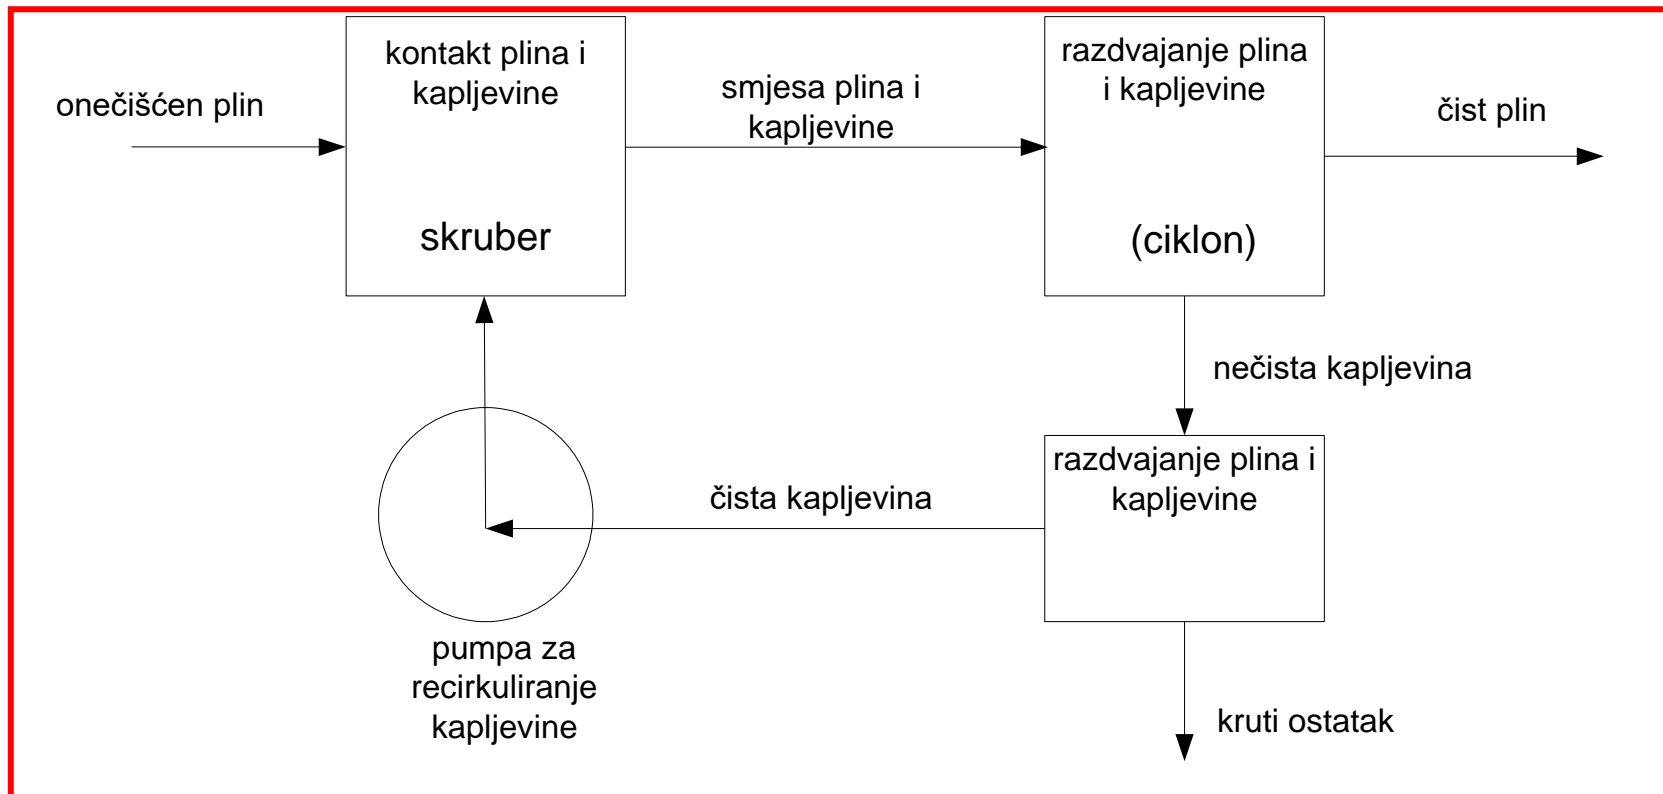 onečišćen plin
kontakt plina i
kapljevine
skruber
smjesa plina i
kapljevine
razdvajanje plina
i kapljevine
(ciklon)
čist plin
nečista kapljevina
razdvajanje plina i
kapljevine
čista kapljevina
pumpa za
recirkuliranje
kapljevine
kruti ostatak